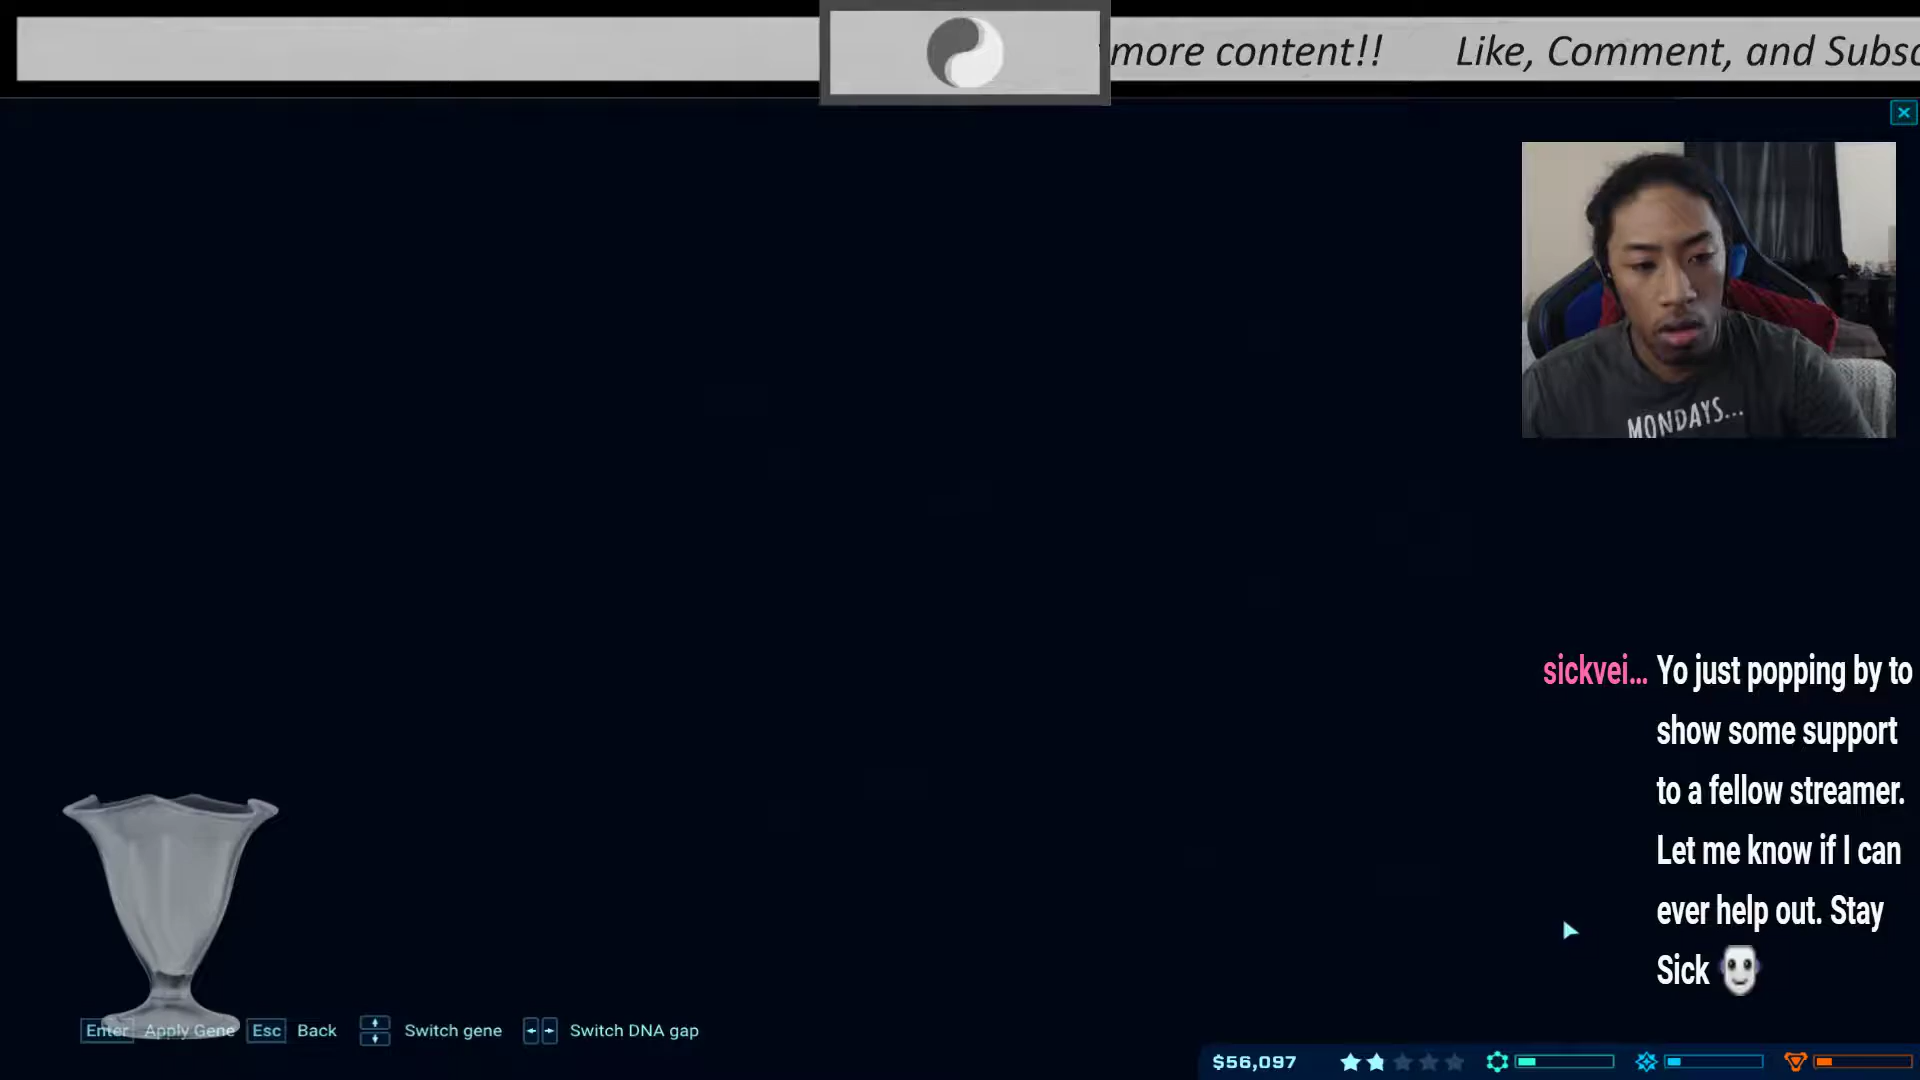 more content!! Like, Comment, and Subsc
MONDAYS...
sickvei... Yo just popping by to
show some support
to a fellow streamer.
Let me know if I can
ever help out. Stay
Sick
Enter Apply Gene Esc Back Switch gene Switch DNA gap
$56,097